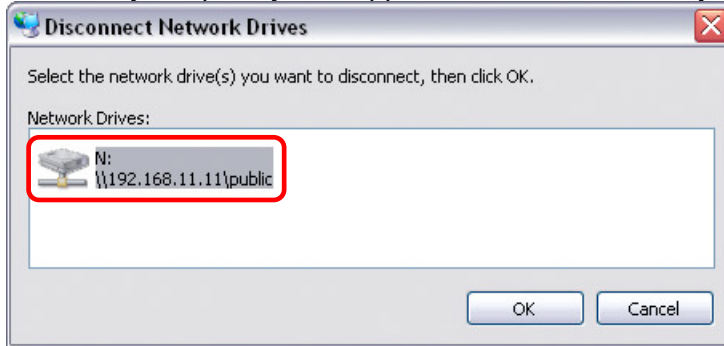 Disconnect Network Drives
Select the network drive(s) you want to disconnect, then click OK.
Network Drives:
N:
\\192.168.11.11\public
OK Cancel